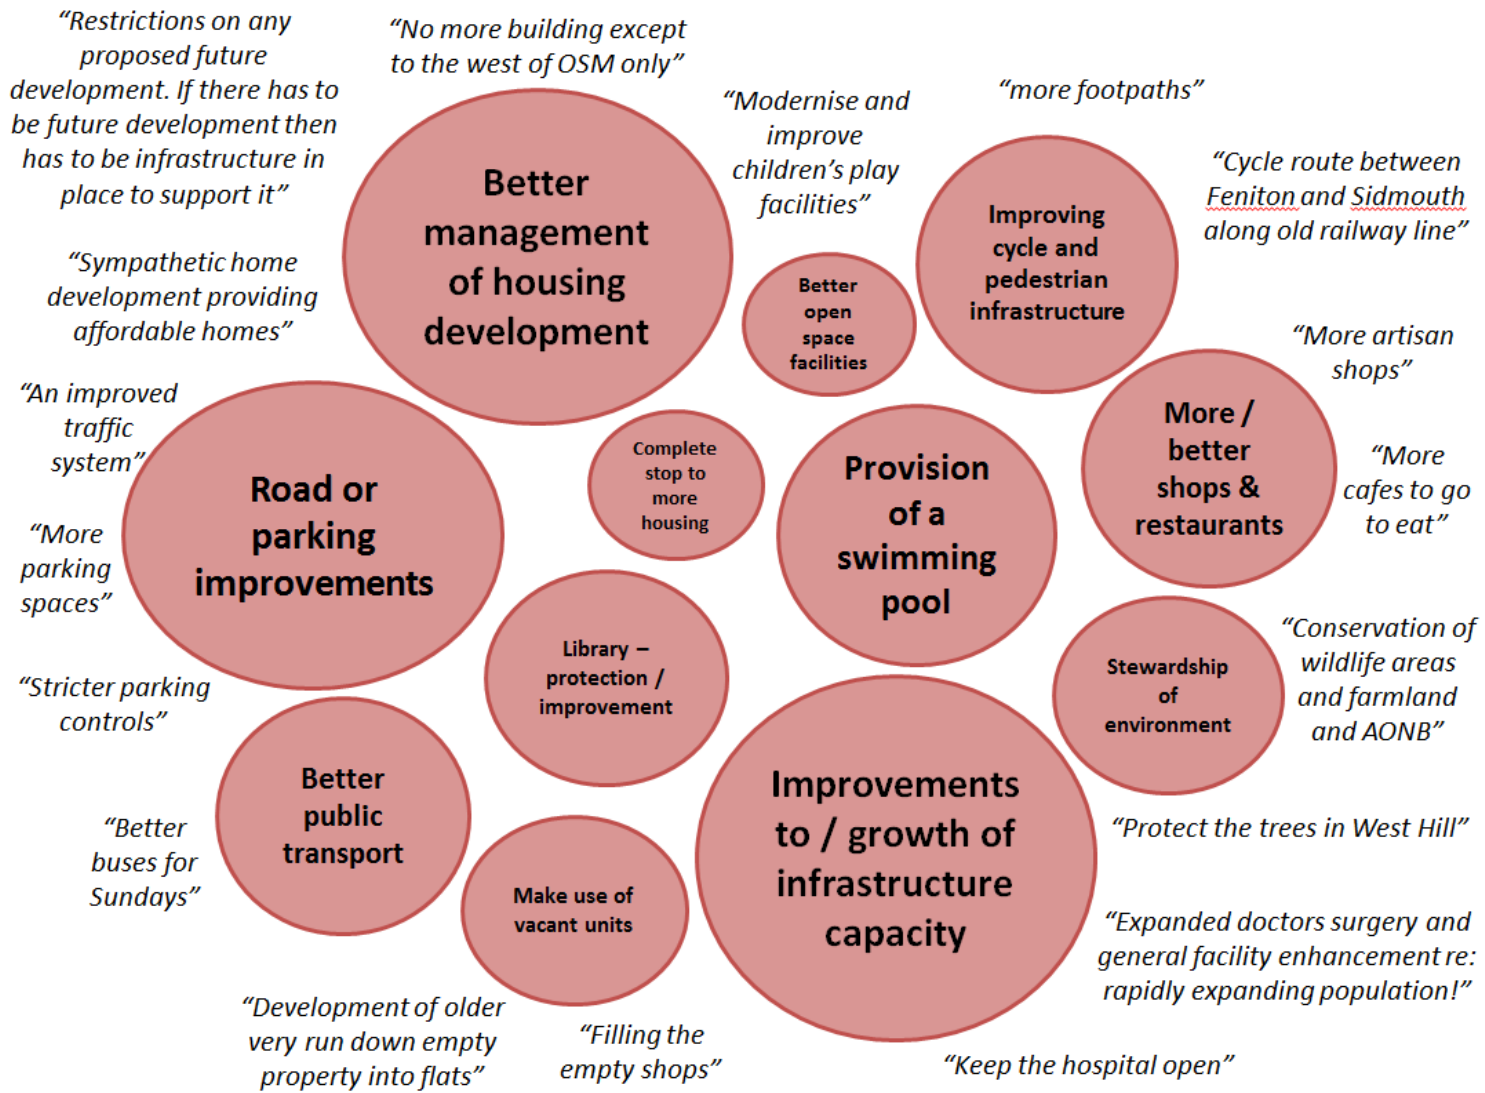 “Restrictions on any
proposed future
development. If there has to
be future development then
has to be infrastructure in
place to support it”
“No more building except
to the west of OSM only”
“Modernise and
improve
children’s play
facilities”
“more footpaths”
“Cycle route between
Feniton and Sidmouth
along old railway line”
Better
management
of housing
development
Improving
cycle and
pedestrian
infrastructure
“Sympathetic home
development providing
affordable homes”
Better
open
space
facilities
“More artisan
shops”
“An improved
traffic
system”
Road or
parking
improvements
Complete
stop to
more
housing
Provision
of a
swimming
pool
More /
better
shops &
restaurants
“More
cafes to go
to eat”
“More
parking
spaces”
Library –
protection /
improvement
Stewardship
of
environment
“Conservation of
wildlife areas
and farmland
and AONB”
“Stricter parking
controls”
Better
public
transport
Improvements
to / growth of
infrastructure
capacity
“Protect the trees in West Hill”
“Better
buses for
Sundays”
Make use of
vacant units
“Expanded doctors surgery and
general facility enhancement re:
rapidly expanding population!”
“Development of older
very run down empty
property into flats”
“Filling the
empty shops”
“Keep the hospital open”